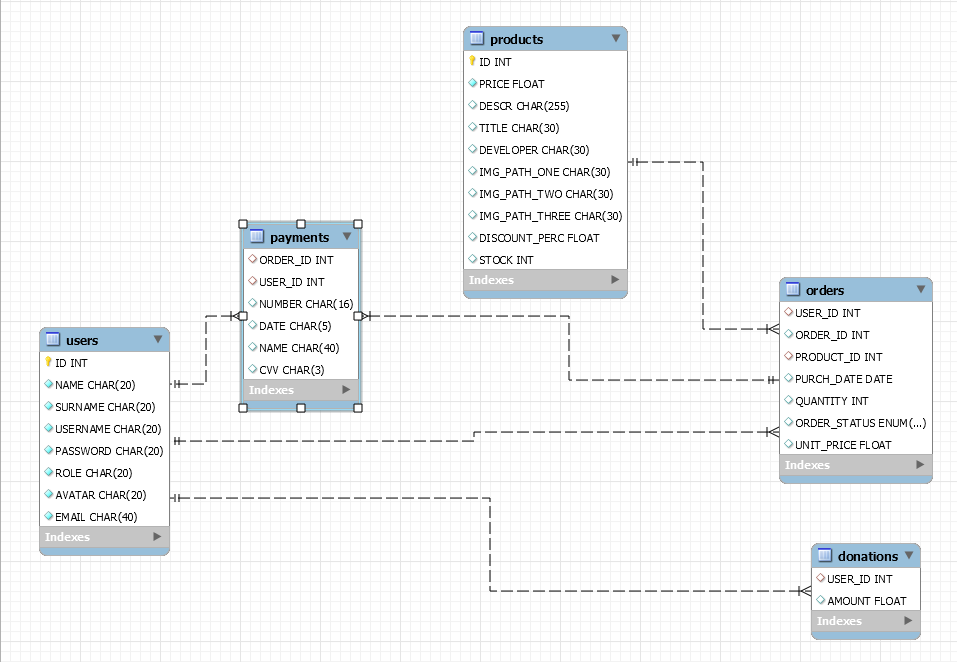 products
ID INT
PRICE FLOAT
DESCR CHAR(255)
TITLE CHAR(30)
DEVELOPER CHAR(30)
IMG_PATH_ONE CHAR(30)
IMG_PATH_TWO CHAR(30)
IMG_PATH_THREE CHAR(30)
DISCOUNT_PERC FLOAT
STOCK INT
Indexes
payments
ORDER_ID INT
USER_ID INT
NUMBER CHAR(16)
DATE CHAR(5)
NAME CHAR(40)
CVV CHAR(3)
Indexes
orders
USER_ID INT
ORDER_ID INT
PRODUCT_ID INT
PURCH_DATE DATE
QUANTITY INT
ORDER_STATUS ENUM(...)
UNIT_PRICE FLOAT
Indexes
users
ID INT
NAME CHAR(20)
SURNAME CHAR(20)
USERNAME CHAR(20)
PASSWORD CHAR(20)
ROLE CHAR(20)
AVATAR CHAR(20)
EMAIL CHAR(40)
Indexes
donations
USER_ID INT
AMOUNT FLOAT
Indexes